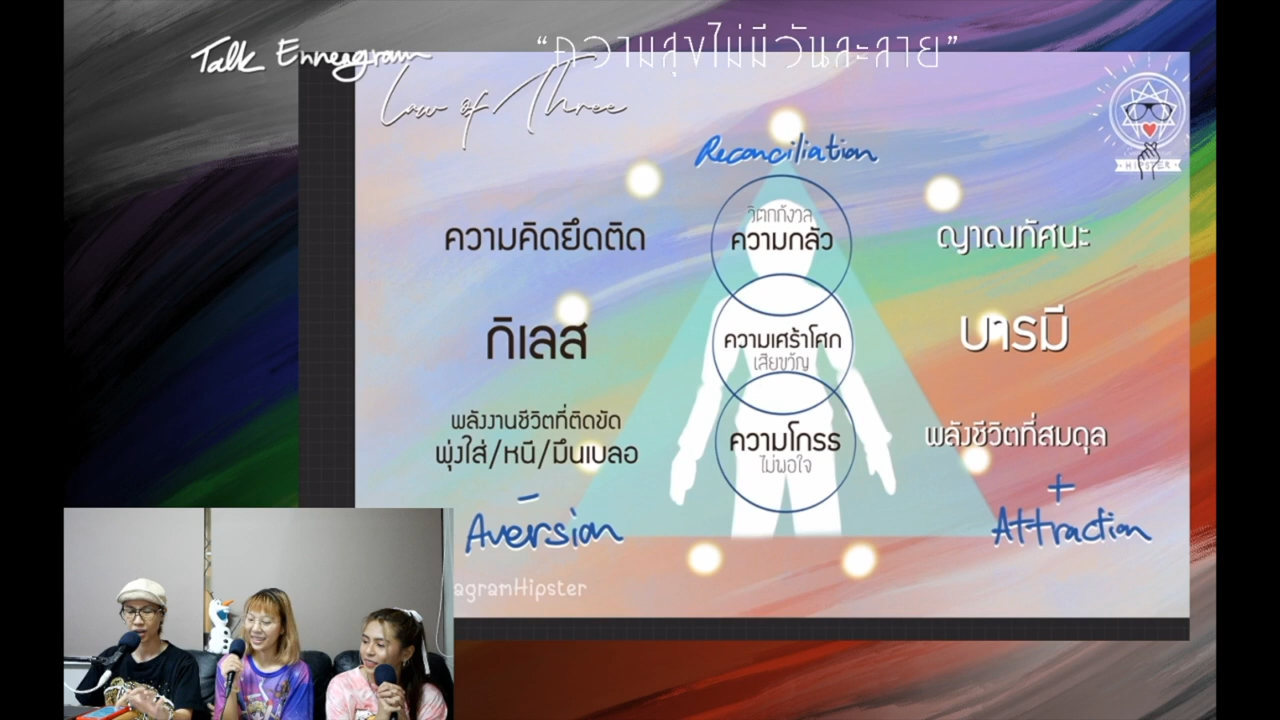 Talk Enneagram
“ความสุขไม่มีวันละลาย”
Law of Three
Reconciliation
HIPSTER
วิตกกังวล
ความคิดยึดติด
ความกลัว
ญาณทัศนะ
กิเลส
ความเศร้าโศก
เสียขวัญ
บารมี
พลังงานชีวิตที่ติดขัด
พุ่งใส่/หนี/มึนเบลอ
ความโกรธ
ไม่พอใจ
พลังชีวิตที่สมดุล
–
Aversion
+
Attraction
agramHipster